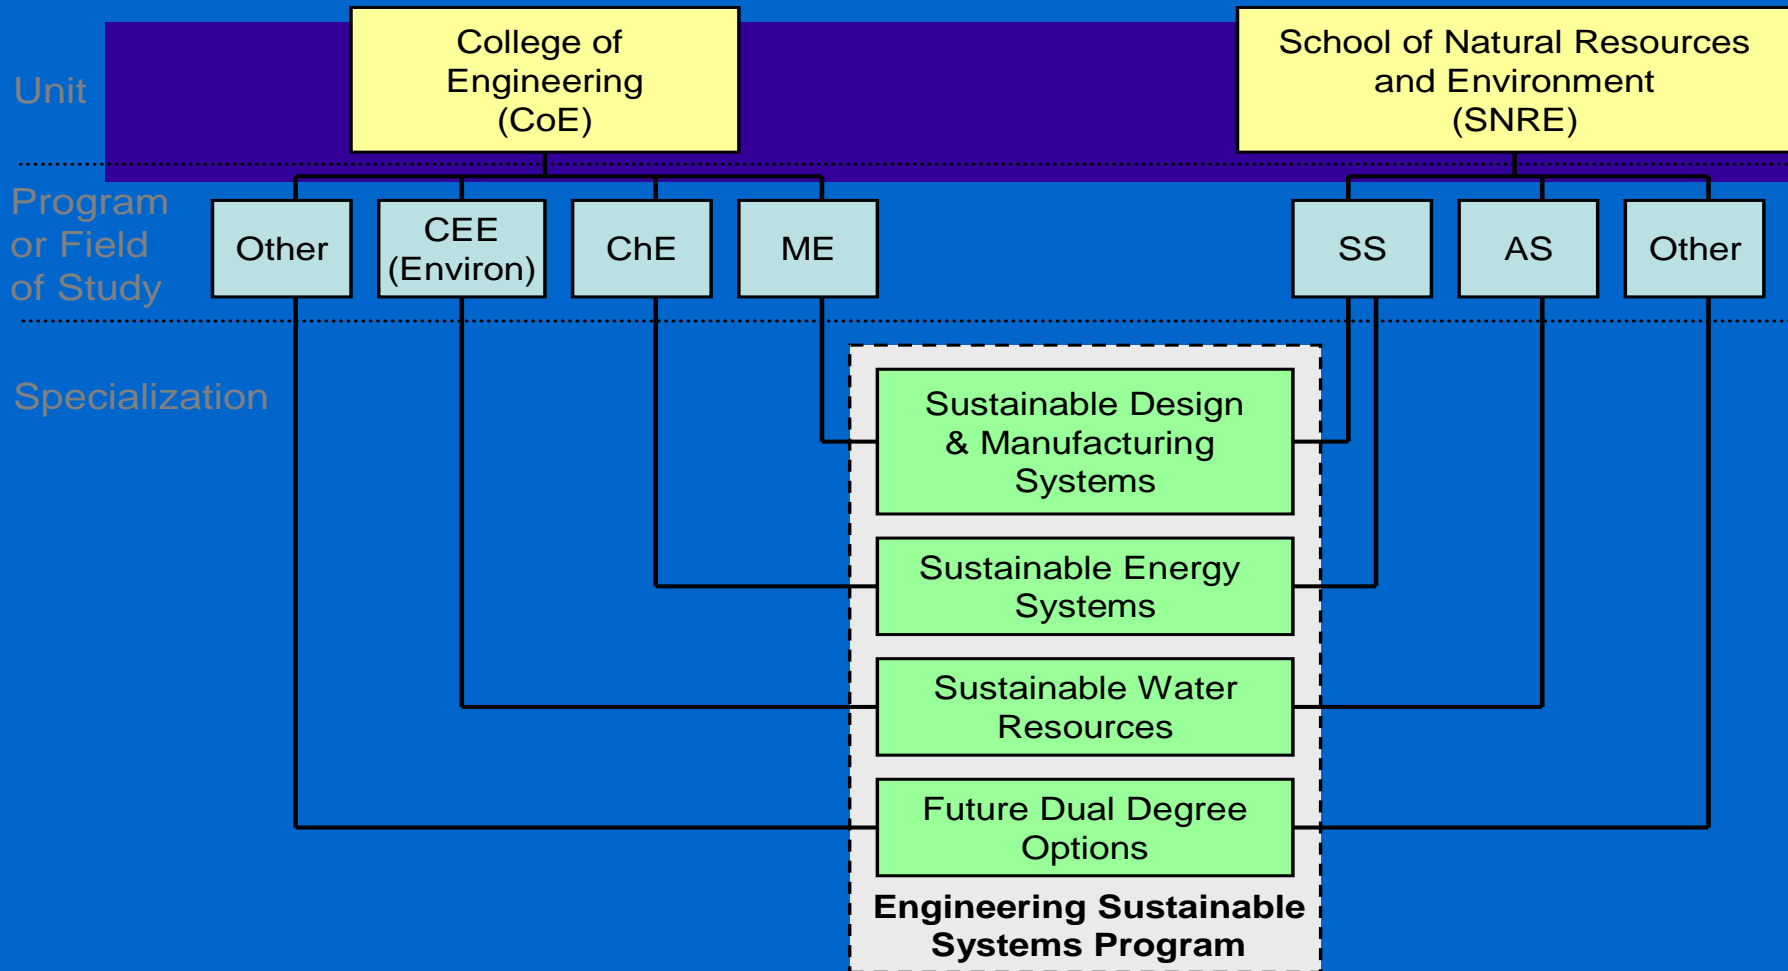 College of
Engineering
(CoE)
School of Natural Resources
and Environment
(SNRE)
Unit
Program
or Field
of Study
Other
CEE
(Environ)
ChE
ME
SS
AS
Other
Specialization
Sustainable Design
& Manufacturing
Systems
Sustainable Energy
Systems
Sustainable Water
Resources
Future Dual Degree
Options
Engineering Sustainable
Systems Program